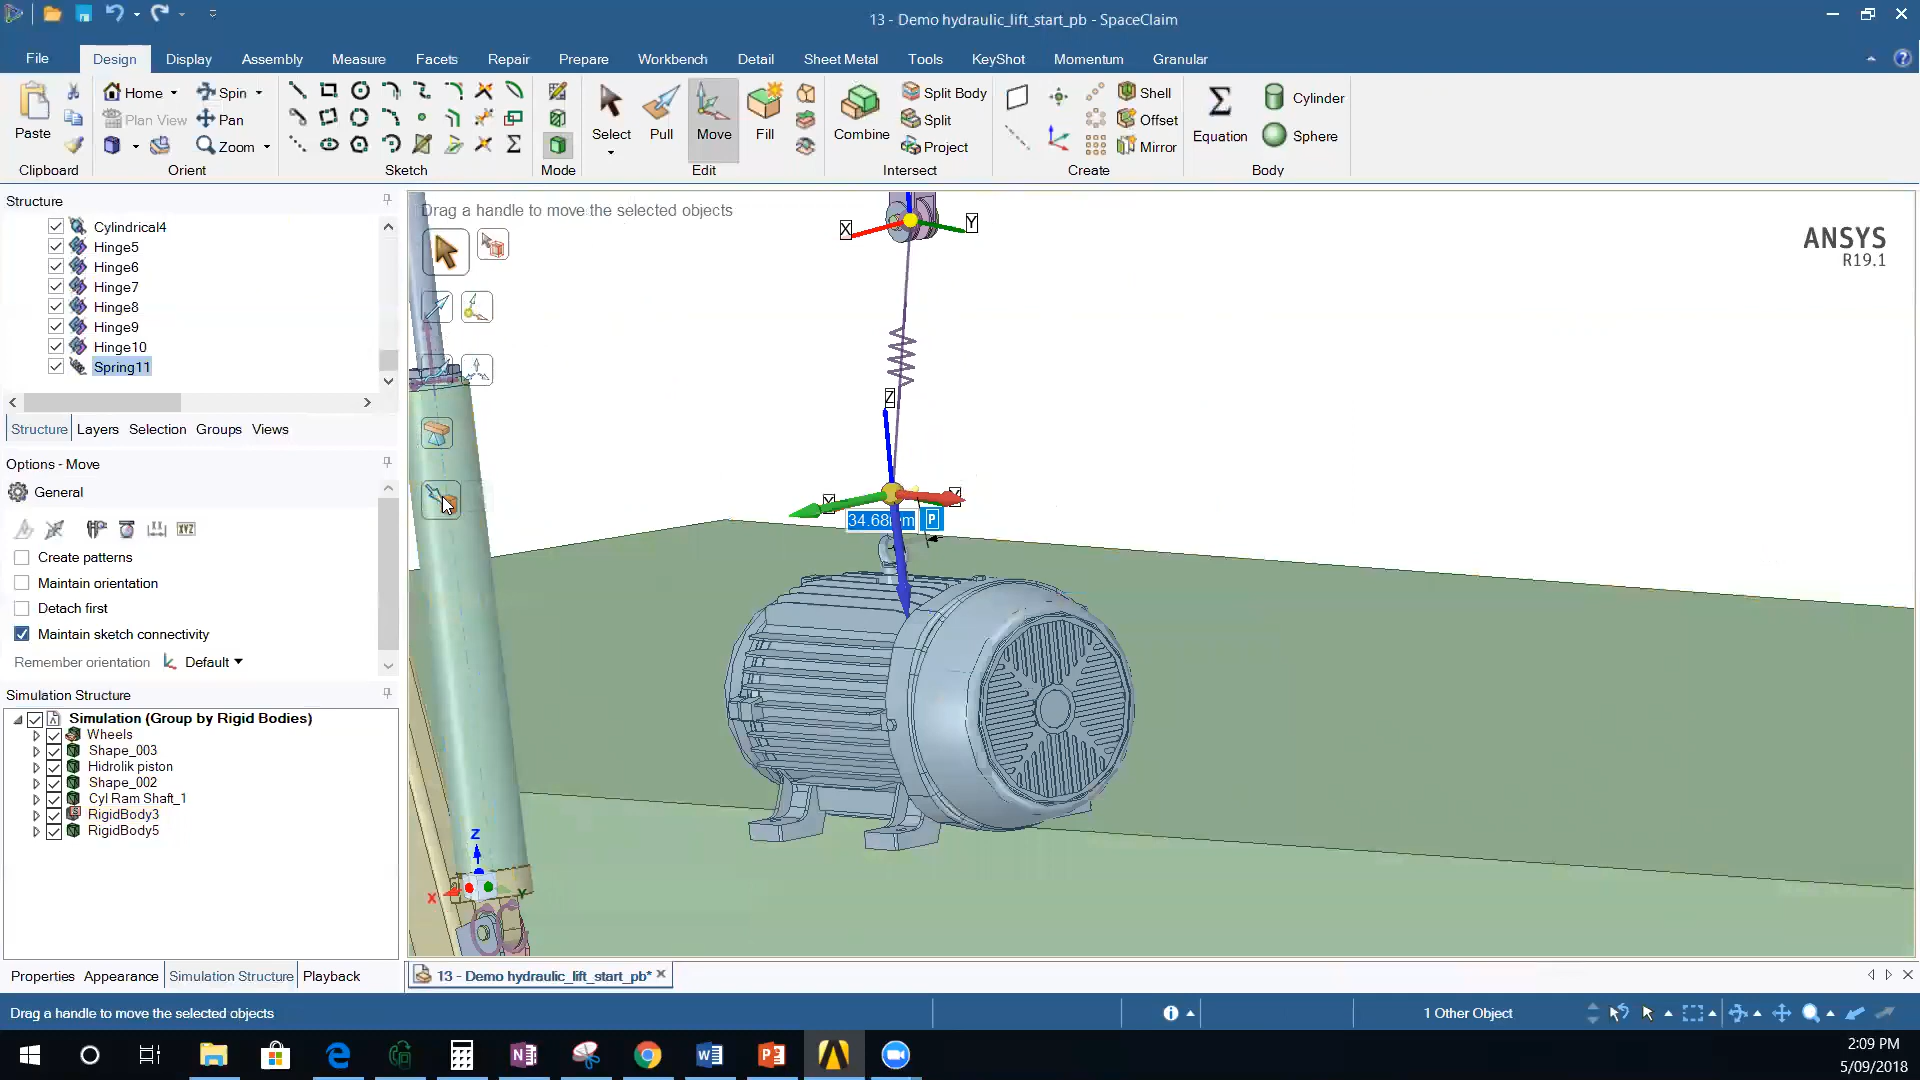 13 - Demo hydraulic_lift_start_pb - SpaceClaim
File Design Display Assembly Measure Facets Repair Prepare Workbench Detail Sheet Metal Tools KeyShot Momentum Granular
Paste
Clipboard
Home Spin
Plan View Pan
Zoom
Orient
Sketch
Mode
Select Pull Move Fill
Edit
Combine
Split Body
Split
Project
Intersect
Shell
Offset
Mirror
Create
Equation
Cylinder
Sphere
Body
Structure
Cylindrical4
Hinge5
Hinge6
Hinge7
Hinge8
Hinge9
Hinge10
Spring11
Structure Layers Selection Groups Views
Options - Move
General
XYZ
Create patterns
Maintain orientation
Detach first
Maintain sketch connectivity
Remember orientation Default
Simulation Structure
Simulation (Group by Rigid Bodies)
Wheels
Shape_003
Hidrolik piston
Shape_002
Cyl Ram Shaft_1
RigidBody3
RigidBody5
Properties Appearance Simulation Structure Playback
Drag a handle to move the selected objects
X Y
Z
P
Z
X Y
ANSYS
R19.1
13 - Demo hydraulic_lift_start_pb*
Drag a handle to move the selected objects
1 Other Object
2:09 PM
5/09/2018